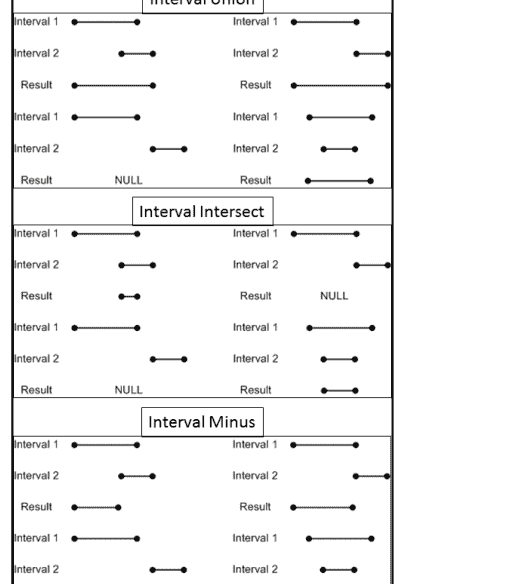 Interval Union
Interval 1 Interval 1
Interval 2 Interval 2
Result Result
Interval 1 Interval 1
Interval 2 Interval 2
Result NULL Result
Interval Intersect
Interval 1 Interval 1
Interval 2 Interval 2
Result Result NULL
Interval 1 Interval 1
Interval 2 Interval 2
Result NULL Result
Interval Minus
Interval 1 Interval 1
Interval 2 Interval 2
Result Result
Interval 1 Interval 1
Interval 2 Interval 2